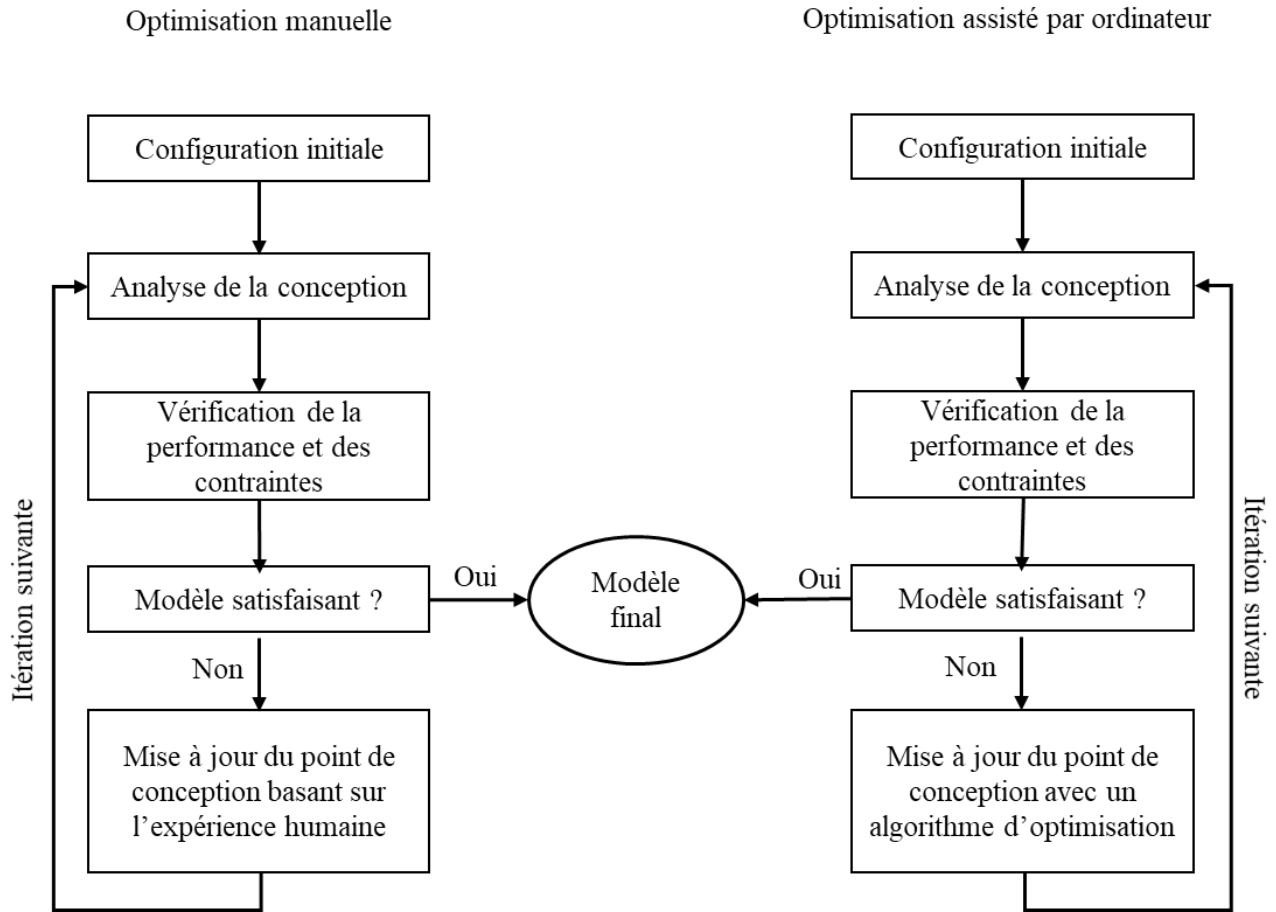 Optimisation manuelle
Optimisation assisté par ordinateur
Configuration initiale
Analyse de la conception
Vérification de la
performance et des
contraintes
Modèle satisfaisant ?
Oui
Non
Mise à jour du point de
conception basant sur
l’expérience humaine
Itération suivante
Modèle
final
Configuration initiale
Analyse de la conception
Vérification de la
performance et des
contraintes
Oui
Modèle satisfaisant ?
Non
Mise à jour du point de
conception avec un
algorithme d’optimisation
Itération suivante